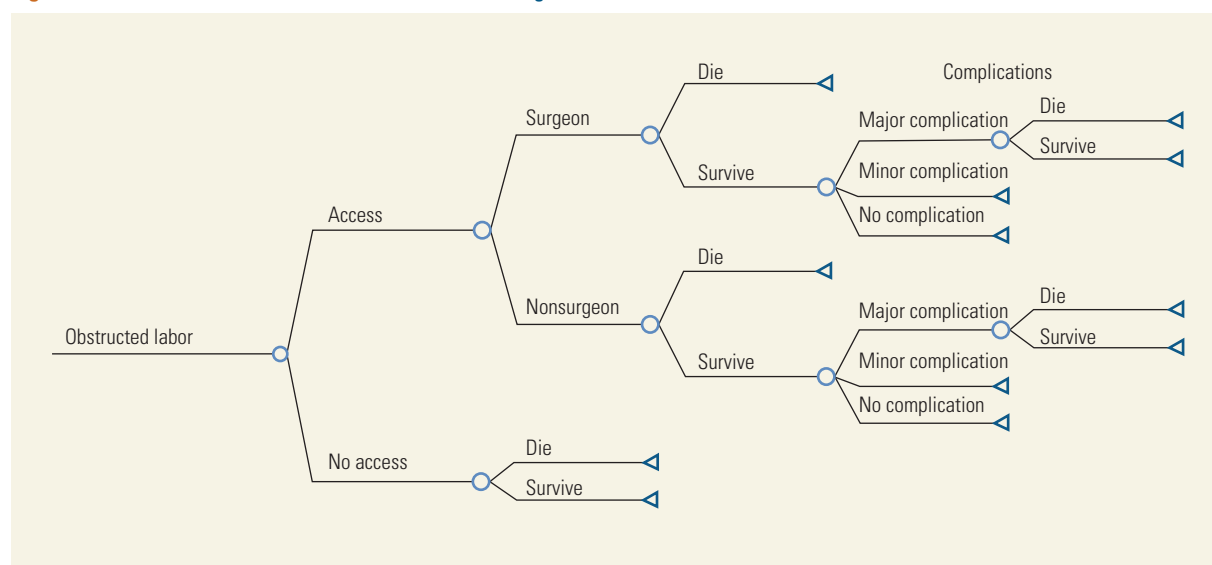 Die
Complications
Surgeon
Major complication
Die
Survive
Survive
Minor complication
No complication
Access
Die
Nonsurgeon
Major complication
Die
Survive
Survive
Minor complication
No complication
Obstructed labor
No access
Die
Survive